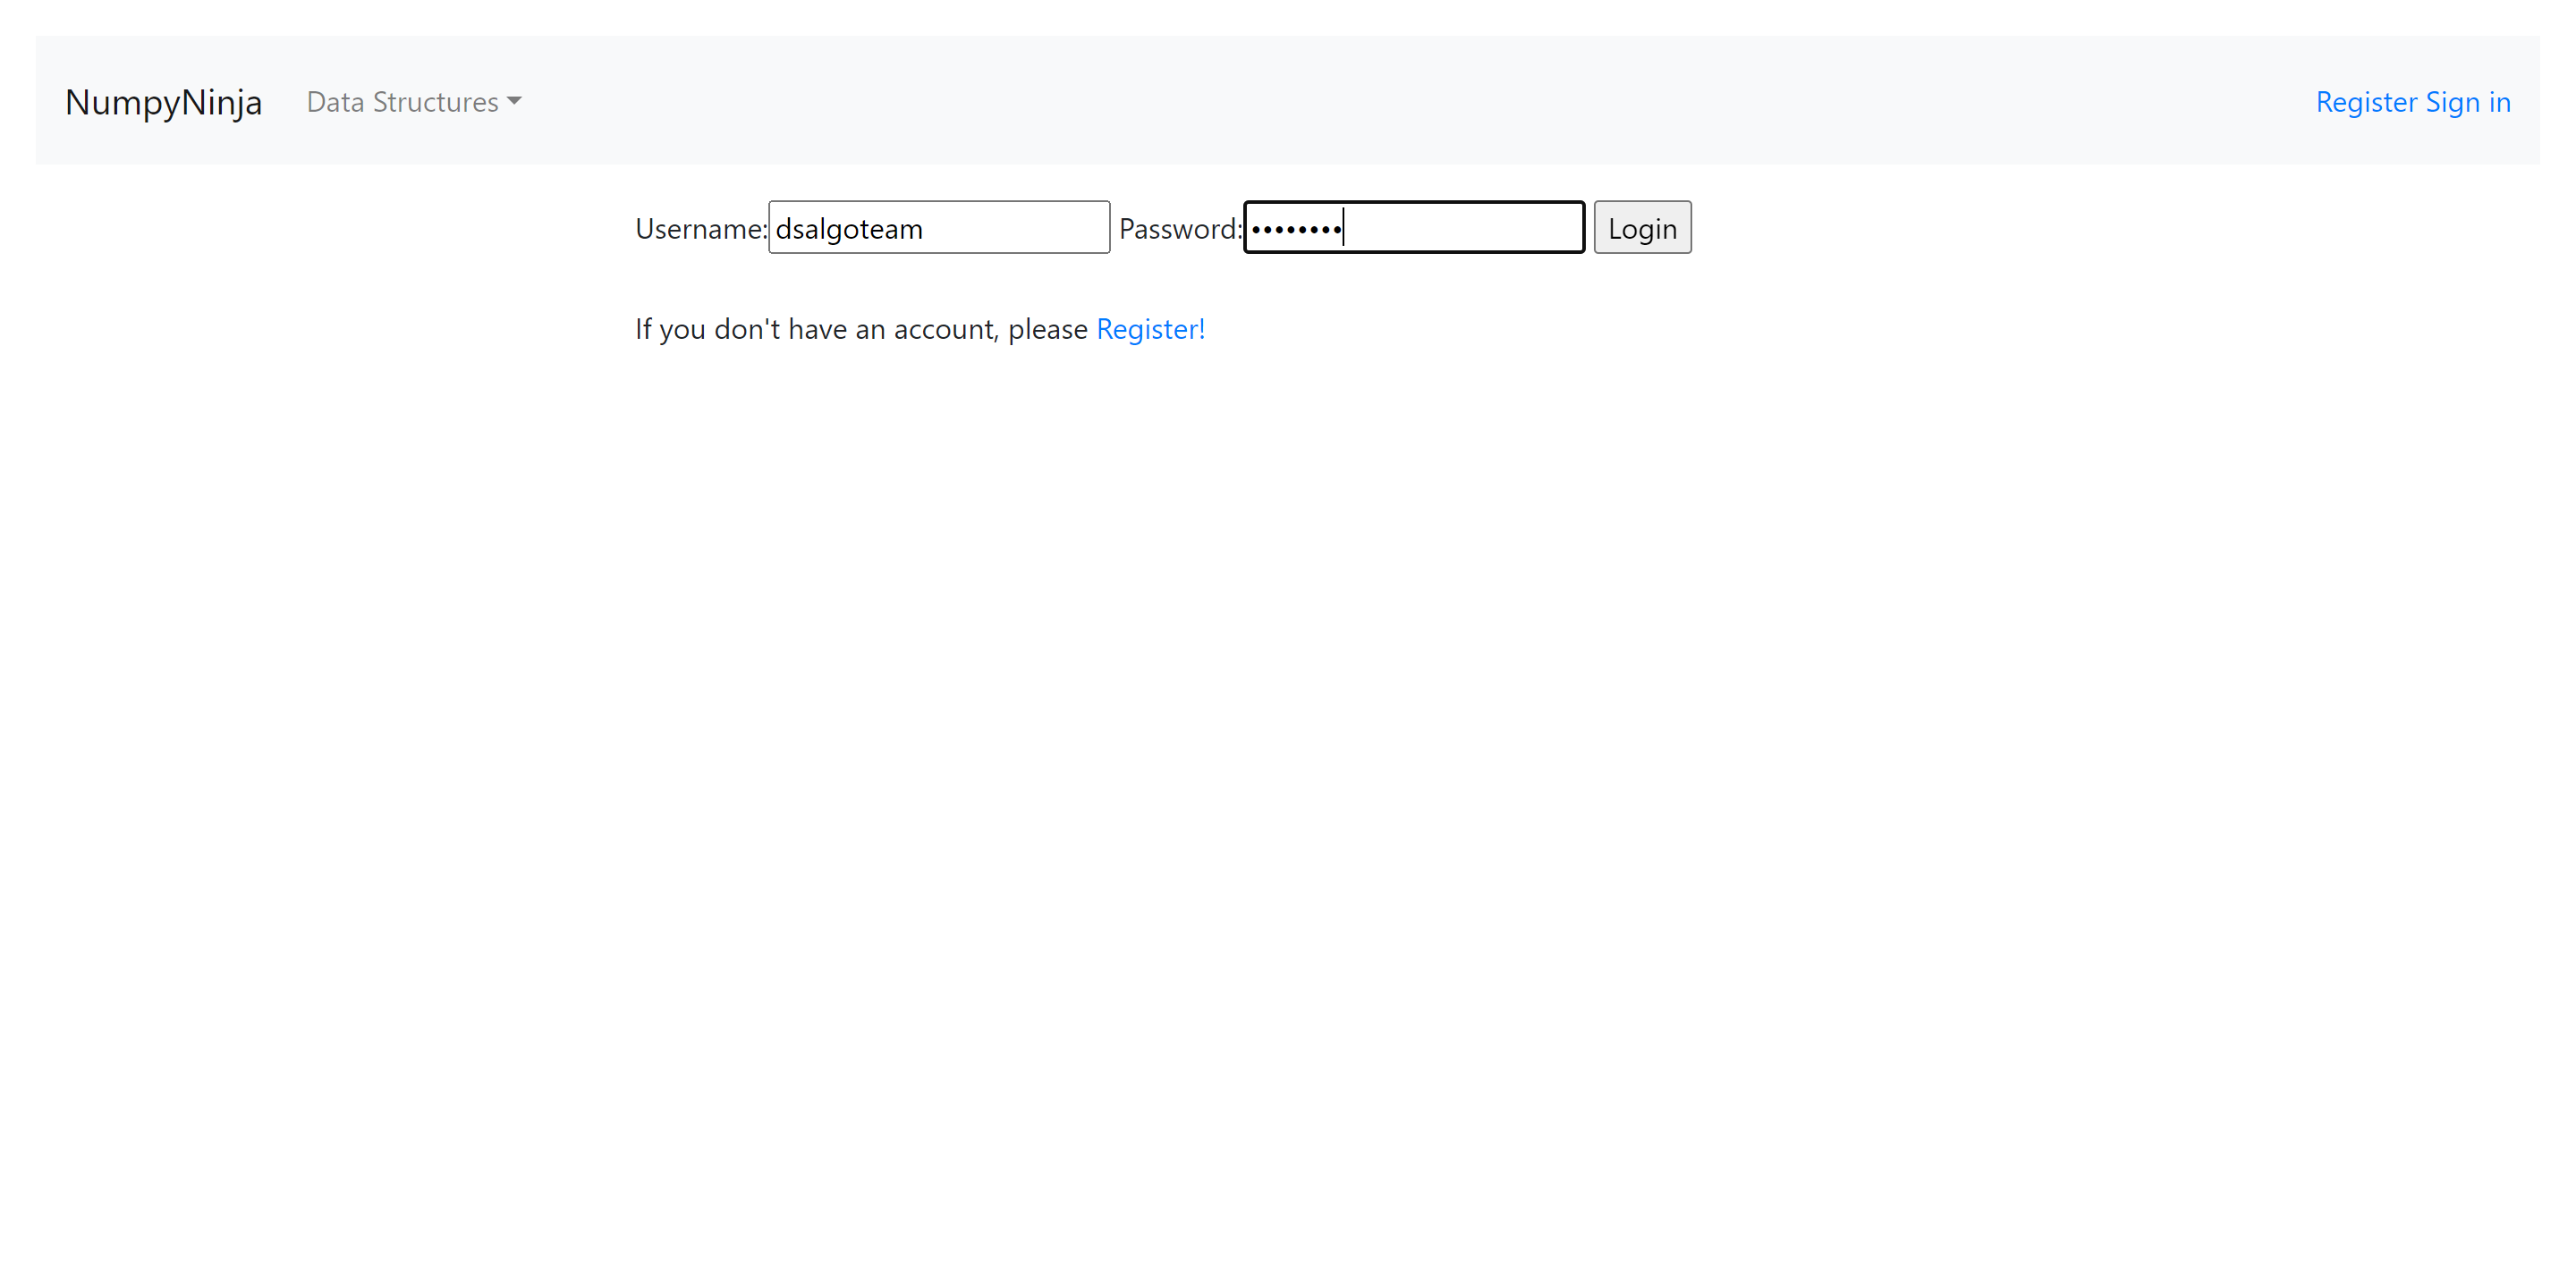 NumpyNinja Data Structures Register Sign in
Username: dsalgoteam Password: •••••••• Login
If you don't have an account, please Register!